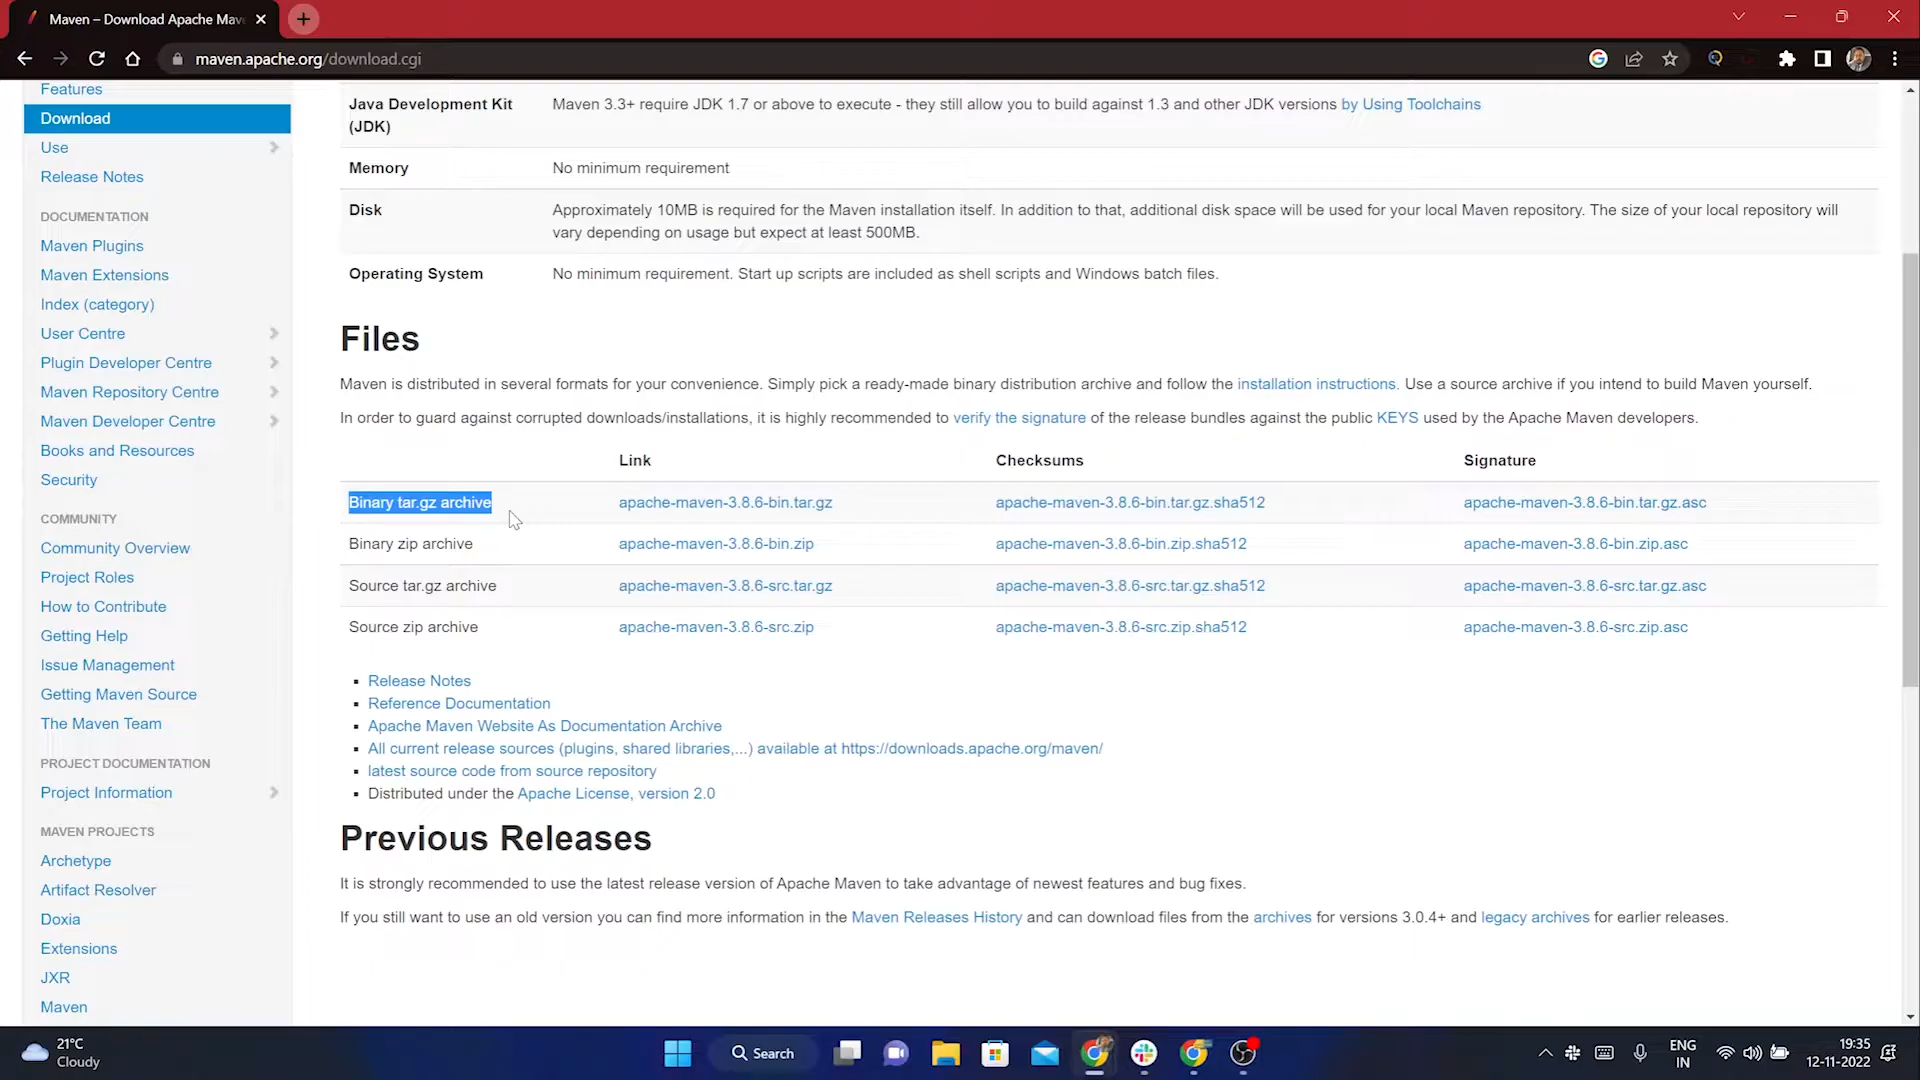 Maven – Download Apache Mav
maven.apache.org/download.cgi
Features
Download
Use
Release Notes
DOCUMENTATION
Maven Plugins
Maven Extensions
Index (category)
User Centre
Plugin Developer Centre
Maven Repository Centre
Maven Developer Centre
Books and Resources
Security
COMMUNITY
Community Overview
Project Roles
How to Contribute
Getting Help
Issue Management
Getting Maven Source
The Maven Team
PROJECT DOCUMENTATION
Project Information
MAVEN PROJECTS
Archetype
Artifact Resolver
Doxia
Extensions
JXR
Maven
Java Development Kit (JDK) Maven 3.3+ require JDK 1.7 or above to execute - they still allow you to build against 1.3 and other JDK versions by Using Toolchains
Memory No minimum requirement
Disk Approximately 10MB is required for the Maven installation itself. In addition to that, additional disk space will be used for your local Maven repository. The size of your local repository will
vary depending on usage but expect at least 500MB.
Operating System No minimum requirement. Start up scripts are included as shell scripts and Windows batch files.
Files
Maven is distributed in several formats for your convenience. Simply pick a ready-made binary distribution archive and follow the installation instructions. Use a source archive if you intend to build Maven yourself.
In order to guard against corrupted downloads/installations, it is highly recommended to verify the signature of the release bundles against the public KEYS used by the Apache Maven developers.
Link Checksums Signature
Binary tar.gz archive apache-maven-3.8.6-bin.tar.gz apache-maven-3.8.6-bin.tar.gz.sha512 apache-maven-3.8.6-bin.tar.gz.asc
Binary zip archive apache-maven-3.8.6-bin.zip apache-maven-3.8.6-bin.zip.sha512 apache-maven-3.8.6-bin.zip.asc
Source tar.gz archive apache-maven-3.8.6-src.tar.gz apache-maven-3.8.6-src.tar.gz.sha512 apache-maven-3.8.6-src.tar.gz.asc
Source zip archive apache-maven-3.8.6-src.zip apache-maven-3.8.6-src.zip.sha512 apache-maven-3.8.6-src.zip.asc
Release Notes
Reference Documentation
Apache Maven Website As Documentation Archive
All current release sources (plugins, shared libraries,...) available at https://downloads.apache.org/maven/
latest source code from source repository
Distributed under the Apache License, version 2.0
Previous Releases
It is strongly recommended to use the latest release version of Apache Maven to take advantage of newest features and bug fixes.
If you still want to use an old version you can find more information in the Maven Releases History and can download files from the archives for versions 3.0.4+ and legacy archives for earlier releases.
21°C
Cloudy
Search
ENG
IN
19:35
12-11-2022